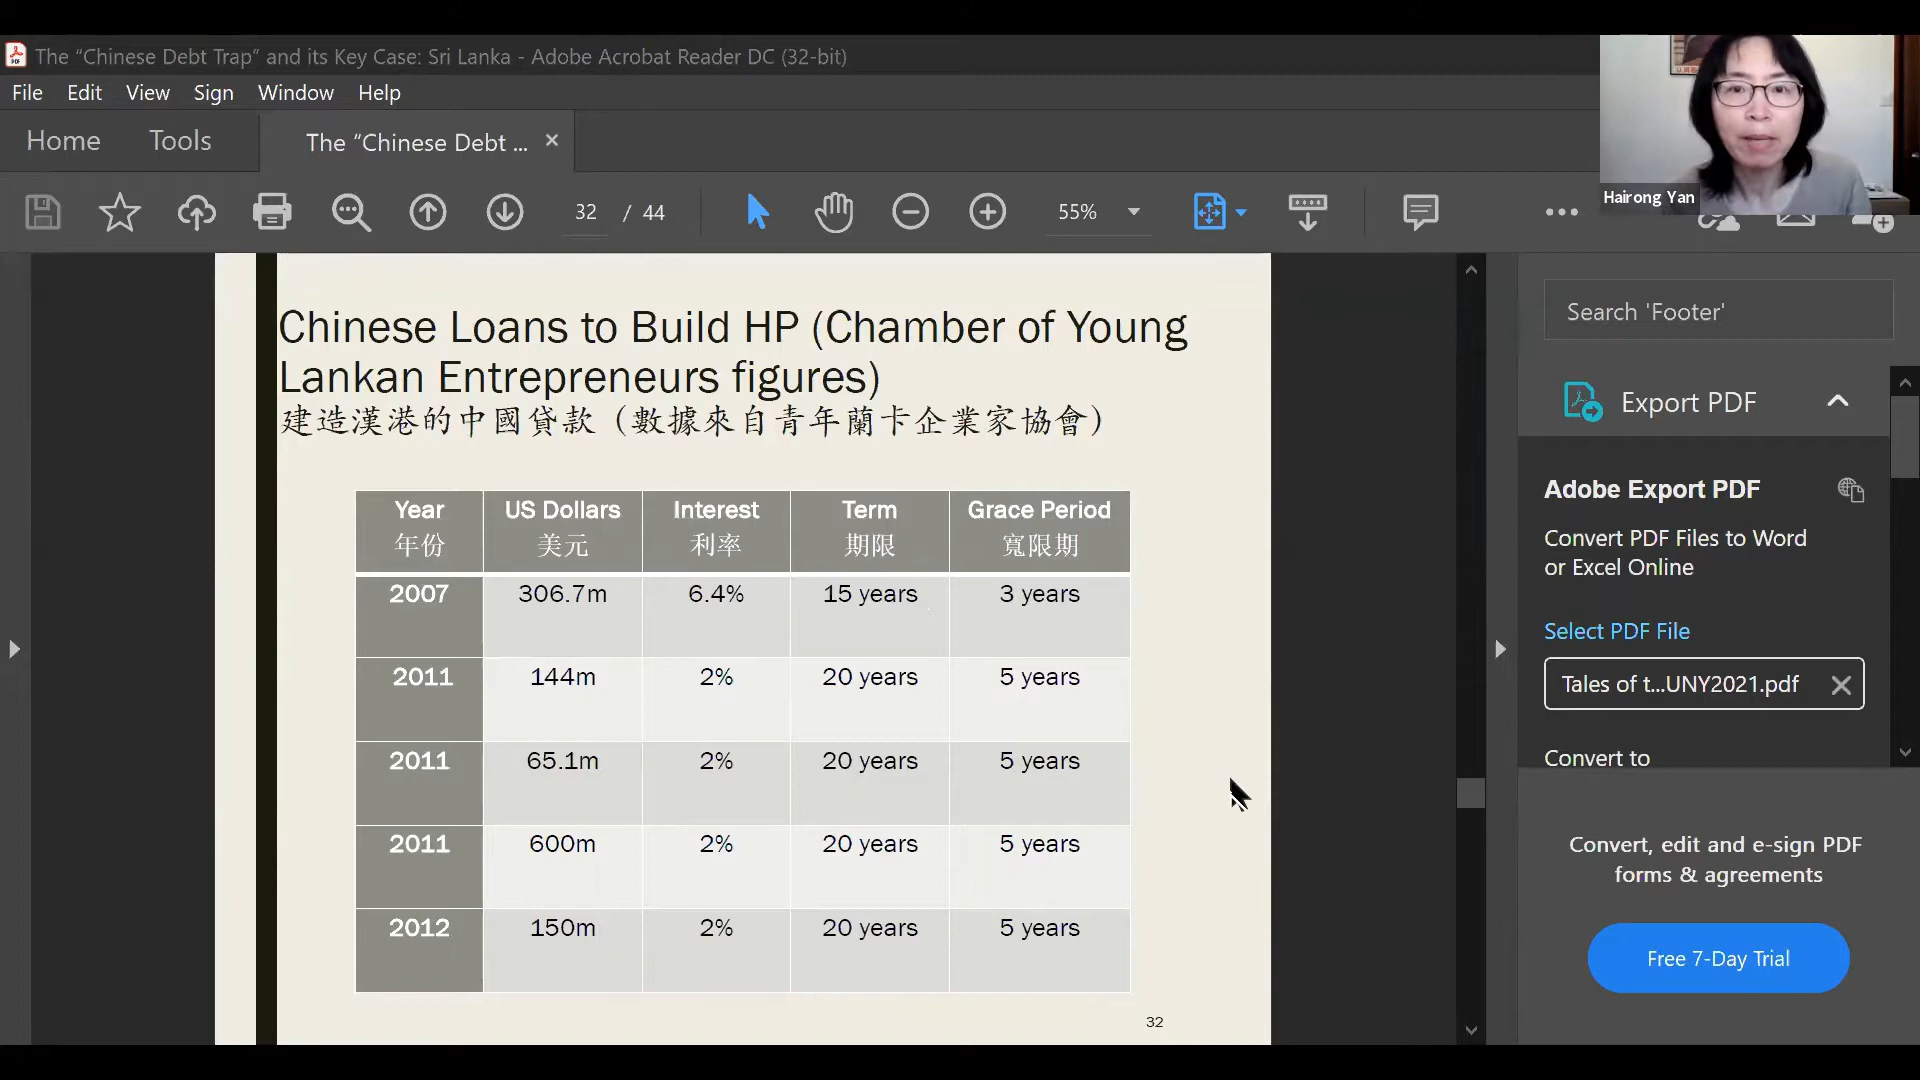 The “Chinese Debt Trap” and its Key Case: Sri Lanka - Adobe Acrobat Reader DC (32-bit)
File Edit View Sign Window Help
Home Tools The “Chinese Debt ...
32 / 44 55%
Hairong Yan
Chinese Loans to Build HP (Chamber of Young
Lankan Entrepreneurs figures)
建造漢港的中國貸款（數據來自青年蘭卡企業家協會）
Year US Dollars Interest Term Grace Period
年份 美元 利率 期限 寬限期
2007 306.7m 6.4% 15 years 3 years
2011 144m 2% 20 years 5 years
2011 65.1m 2% 20 years 5 years
2011 600m 2% 20 years 5 years
2012 150m 2% 20 years 5 years
32
Search 'Footer'
Export PDF
Adobe Export PDF
Convert PDF Files to Word
or Excel Online
Select PDF File
Tales of t...UNY2021.pdf
Convert to
Convert, edit and e-sign PDF
forms & agreements
Free 7-Day Trial